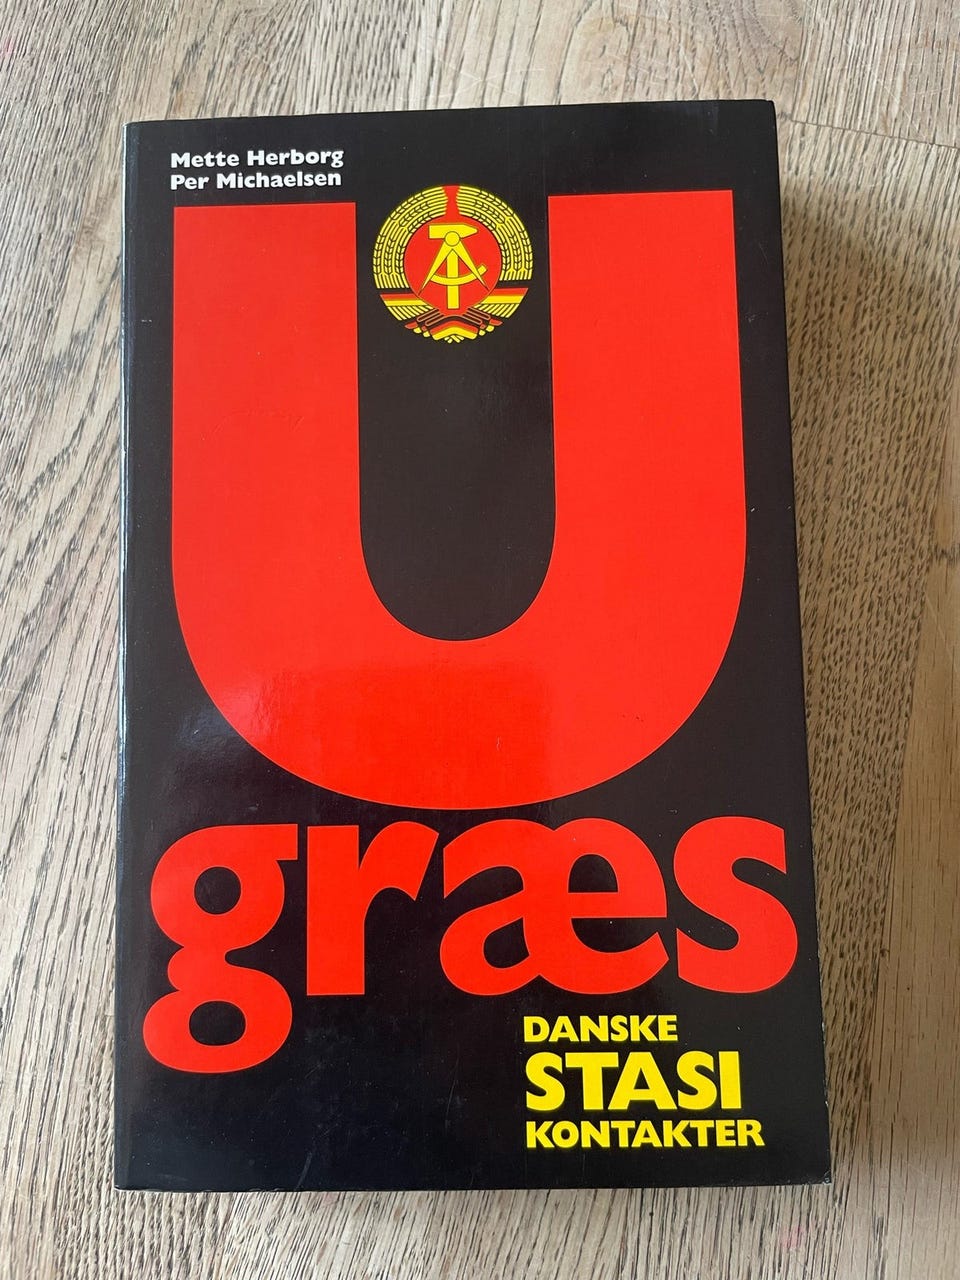 Mette Herborg
Per Michaelsen
U
græs
DANSKE
STASI
KONTAKTER